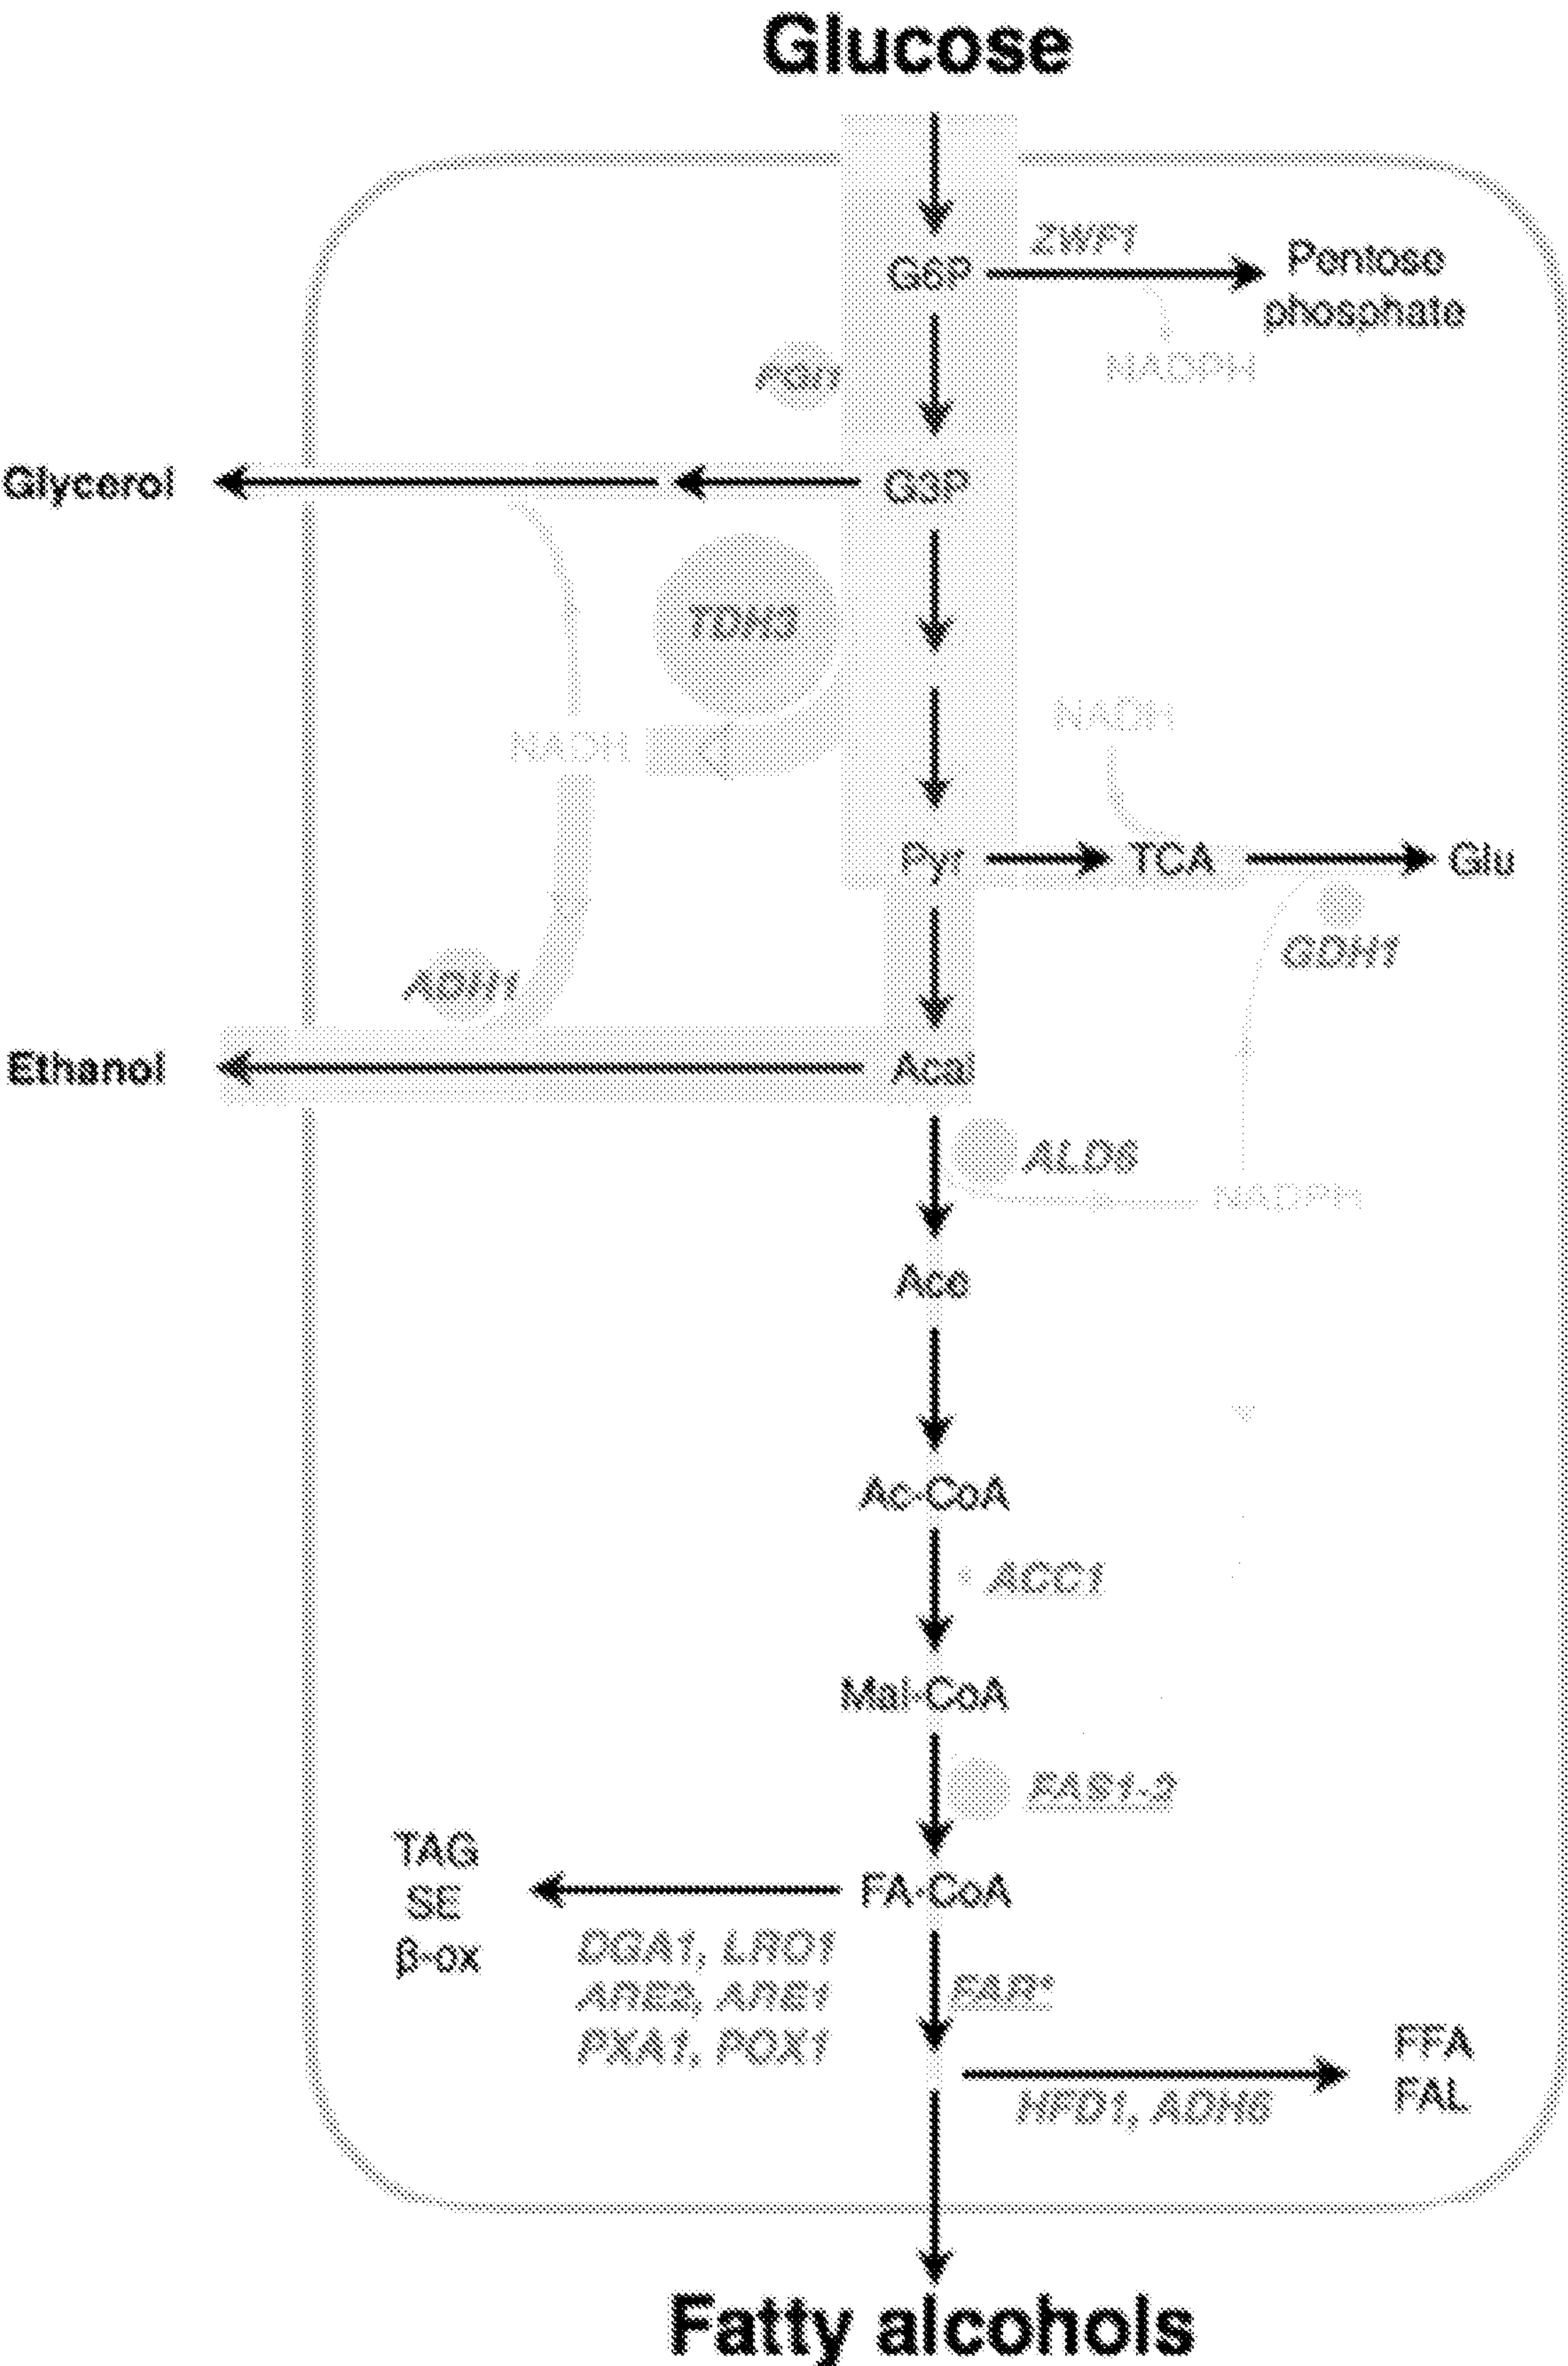 Glucose
G6P
ZWF1
Pentose
phosphate
NADPH
PGI1
Glycerol
G3P
TDH3
NADH
NADH
Pyr
TCA
Glu
GDH1
ADH1
Ethanol
Acal
ALD6
NADPH
Ace
Ac-CoA
ACC1
Mal-CoA
FAS1-2
TAG
SE
β-ox
FA-CoA
DGA1, LRO1
ARE2, ARE1
PXA1, POX1
FAR*
FFA
FAL
HFD1, ADH6
Fatty alcohols